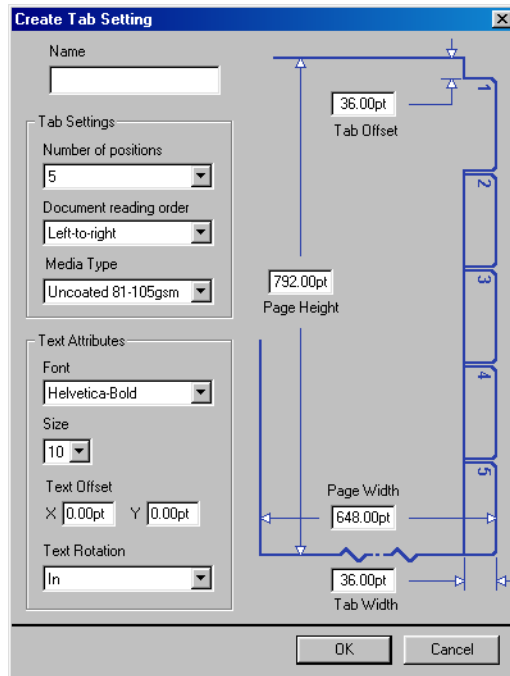 Create Tab Setting
Name
Tab Settings
Number of positions
5
Document reading order
Left-to-right
Media Type
Uncoated 81-105gsm
Text Attributes
Font
Helvetica-Bold
Size
10
Text Offset
X 0.00pt Y 0.00pt
Text Rotation
In
36.00pt
Tab Offset
792.00pt
Page Height
Page Width
648.00pt
36.00pt
Tab Width
1
2
3
4
5
OK Cancel